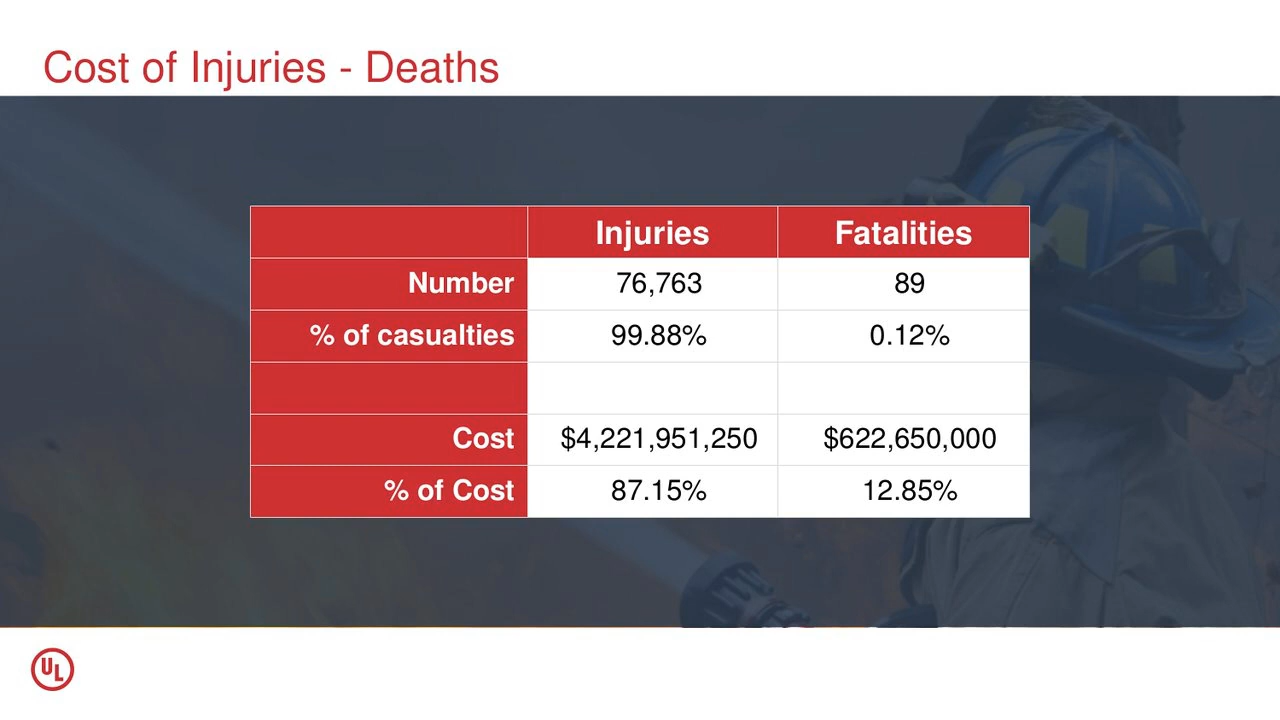 Cost of Injuries - Deaths
Injuries Fatalities
Number 76,763 89
% of casualties 99.88% 0.12%
Cost $4,221,951,250 $622,650,000
% of Cost 87.15% 12.85%
UL